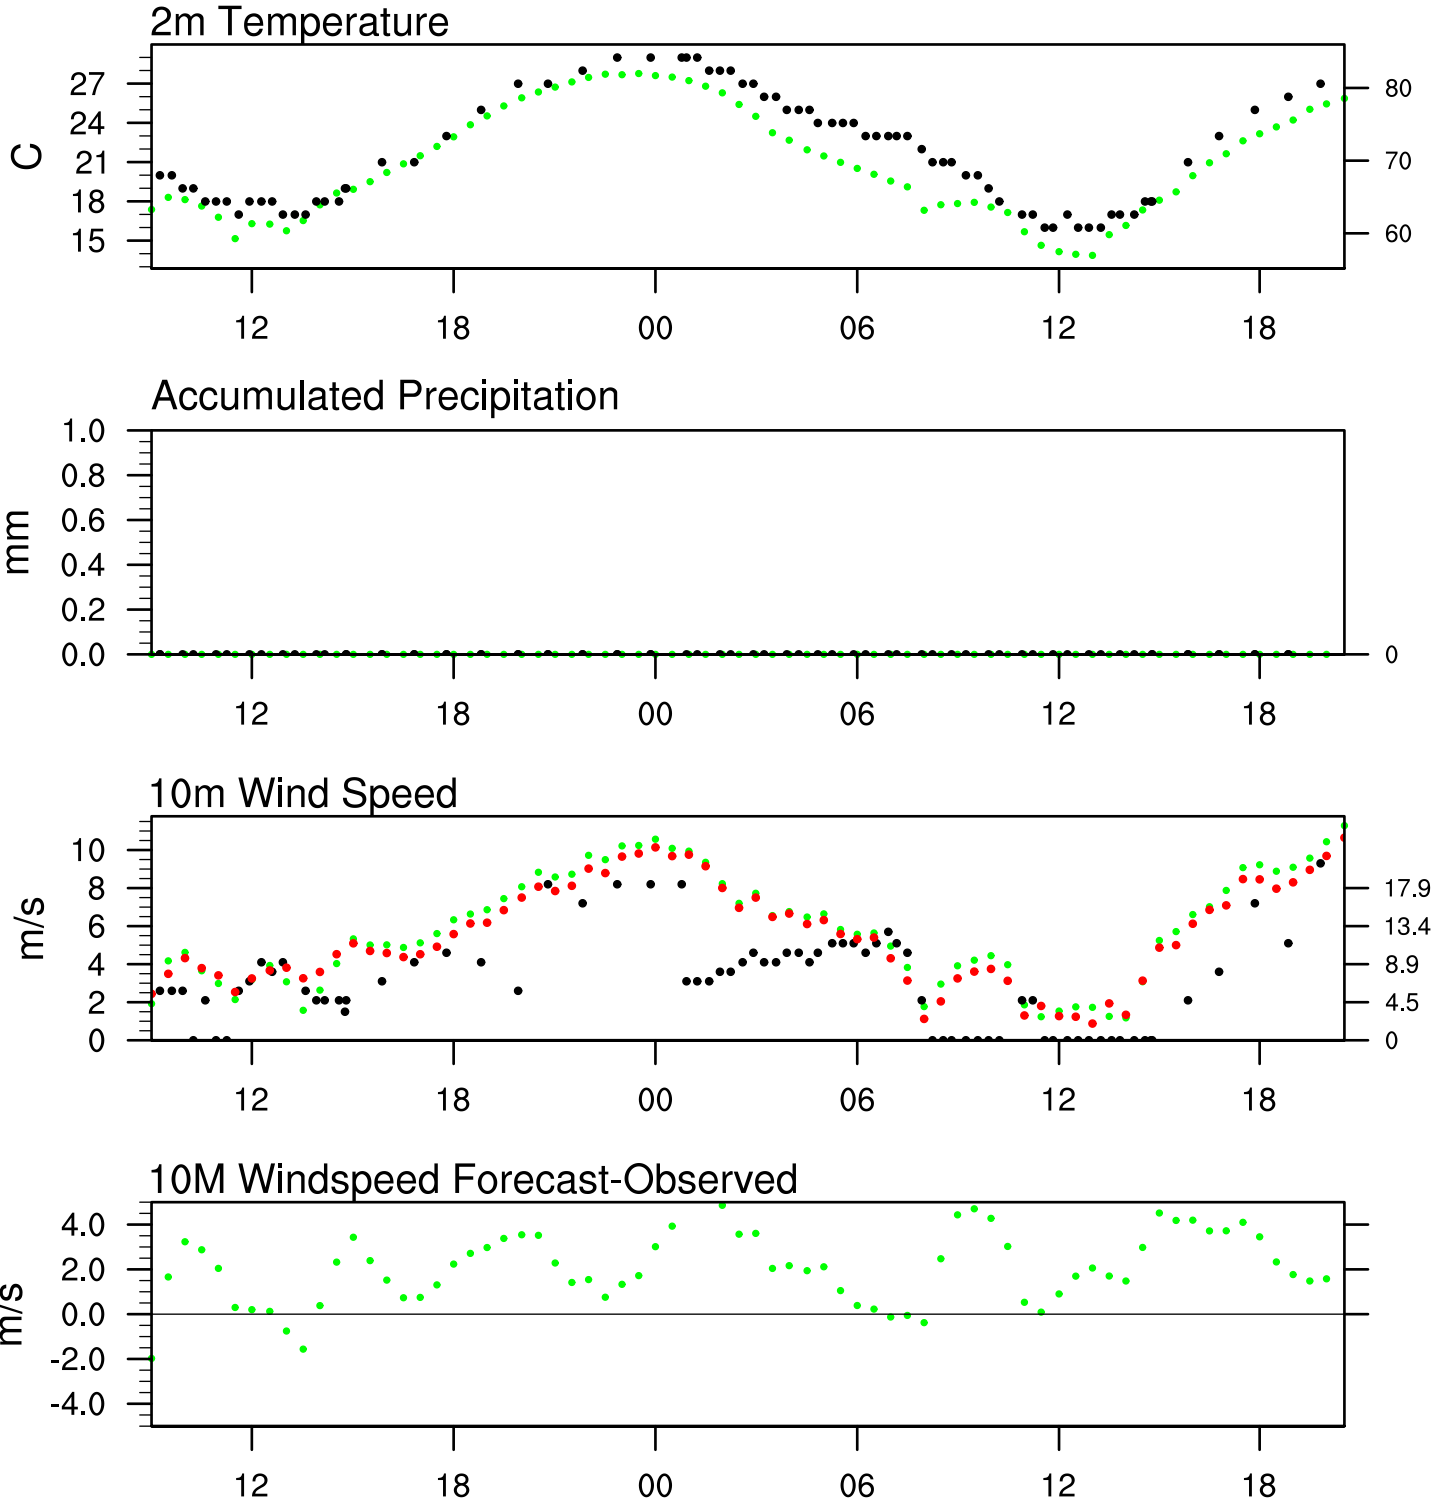 2m Temperature
C
27
24
21
18
15
80
70
60
12 18 00 06 12 18
Accumulated Precipitation
mm
1.0
0.8
0.6
0.4
0.2
0.0
0
12 18 00 06 12 18
10m Wind Speed
m/s
10
8
6
4
2
0
17.9
13.4
8.9
4.5
0
12 18 00 06 12 18
10M Windspeed Forecast-Observed
m/s
4.0
2.0
0.0
-2.0
-4.0
12 18 00 06 12 18